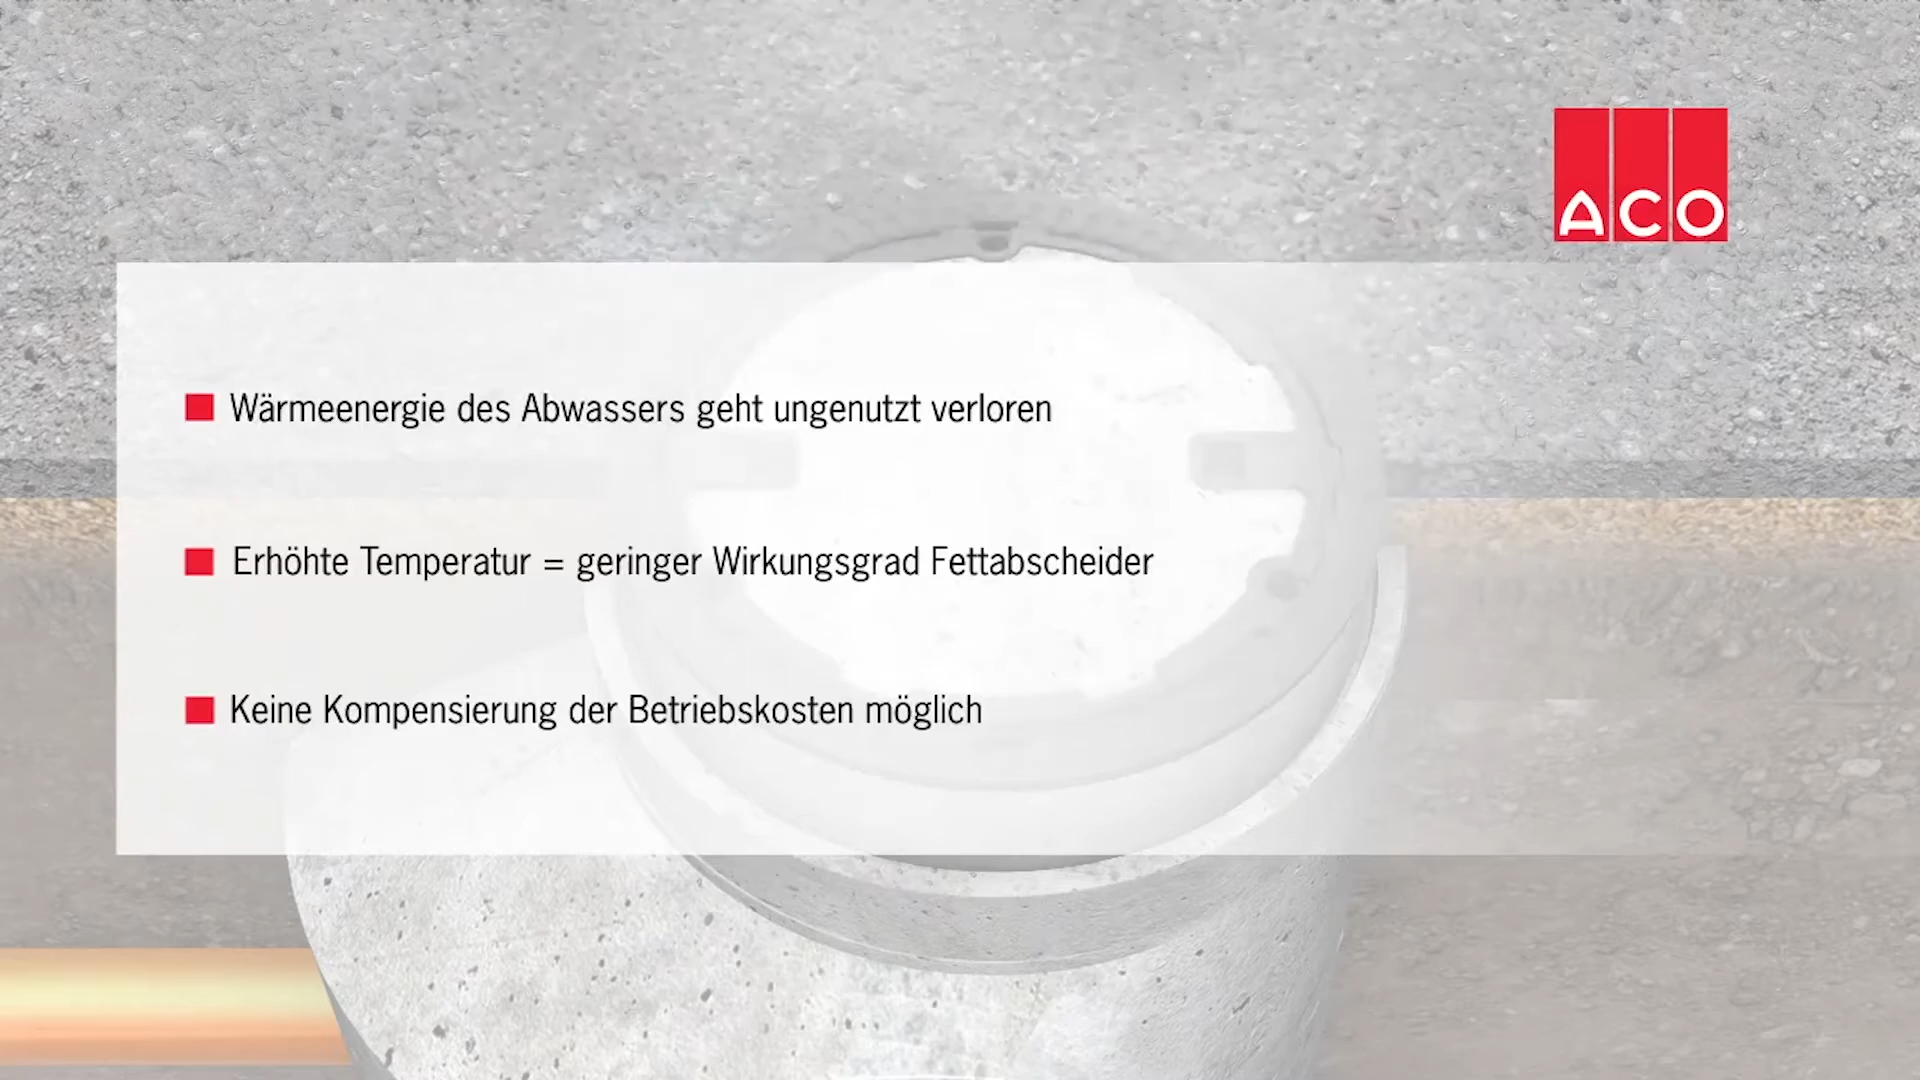 ACO
Wärmeenergie des Abwassers geht ungenutzt verloren
Erhöhte Temperatur = geringer Wirkungsgrad Fettabscheider
Keine Kompensierung der Betriebskosten möglich